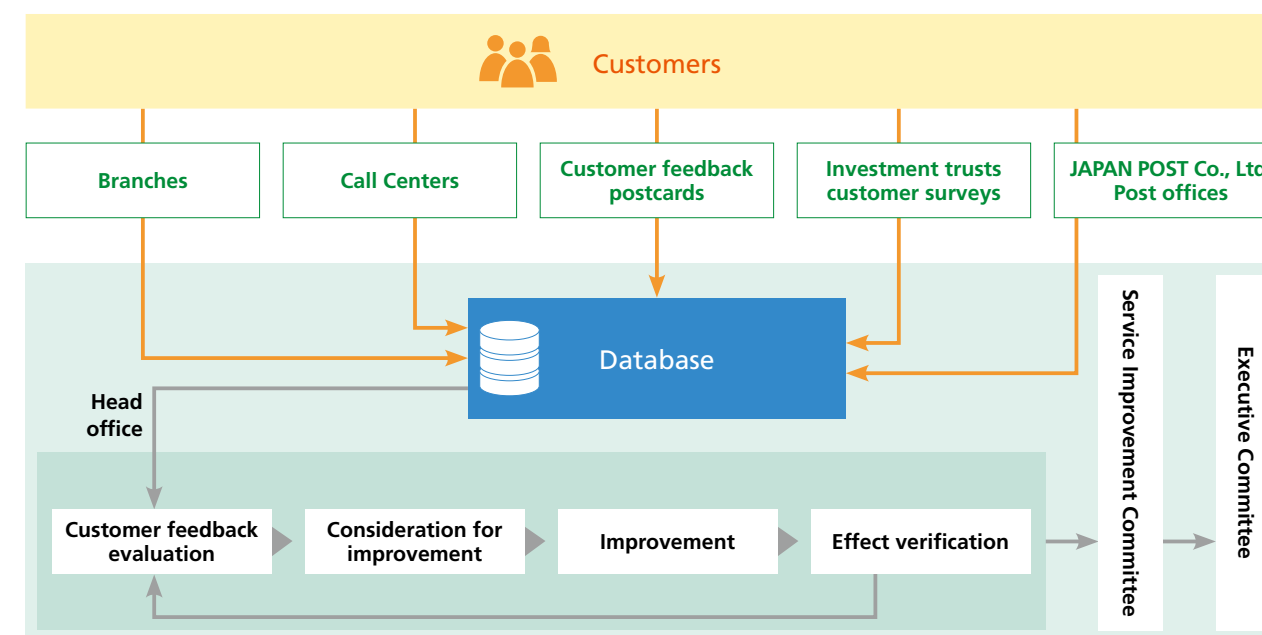 Customers
Branches
Call Centers
Customer feedback
postcards
Investment trusts
customer surveys
JAPAN POST Co., Ltd
Post offices
Database
Head
office
Customer feedback
evaluation
Consideration for
improvement
Improvement
Effect verification
Service Improvement Committee
Executive Committee